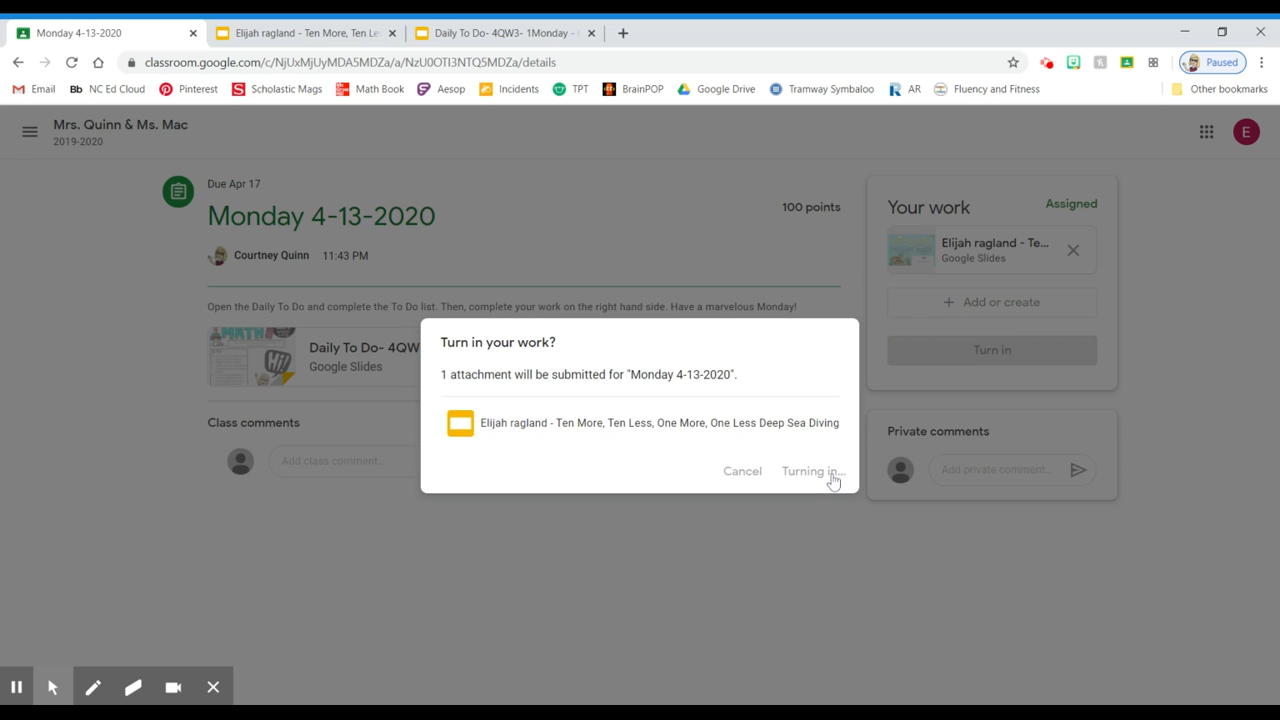 Monday 4-13-2020
Elijah ragland - Ten More, Ten Le
Daily To Do- 4QW3- 1Monday -
classroom.google.com/c/NjUxMjUyMDA5MDZa/a/NzU0OTI3NTQ5MDZa/details
Paused
Email
Bb NC Ed Cloud
Pinterest
S Scholastic Mags
Math Book
Aesop
Incidents
TPT
BrainPOP
Google Drive
Tramway Symbaloo
AR
Fluency and Fitness
Other bookmarks
Mrs. Quinn & Ms. Mac
2019-2020
E
Due Apr 17
Monday 4-13-2020
100 points
Courtney Quinn 11:43 PM
Open the Daily To Do and complete the To Do list. Then, complete your work on the right hand side. Have a marvelous Monday!
MATH
Hi!
Daily To Do- 4QW
Google Slides
Class comments
Add class comment...
Your work
Assigned
Elijah ragland - Te...
Google Slides
+ Add or create
Turn in
Private comments
Add private comment...
Turn in your work?
1 attachment will be submitted for "Monday 4-13-2020".
Elijah ragland - Ten More, Ten Less, One More, One Less Deep Sea Diving
Cancel
Turning in...